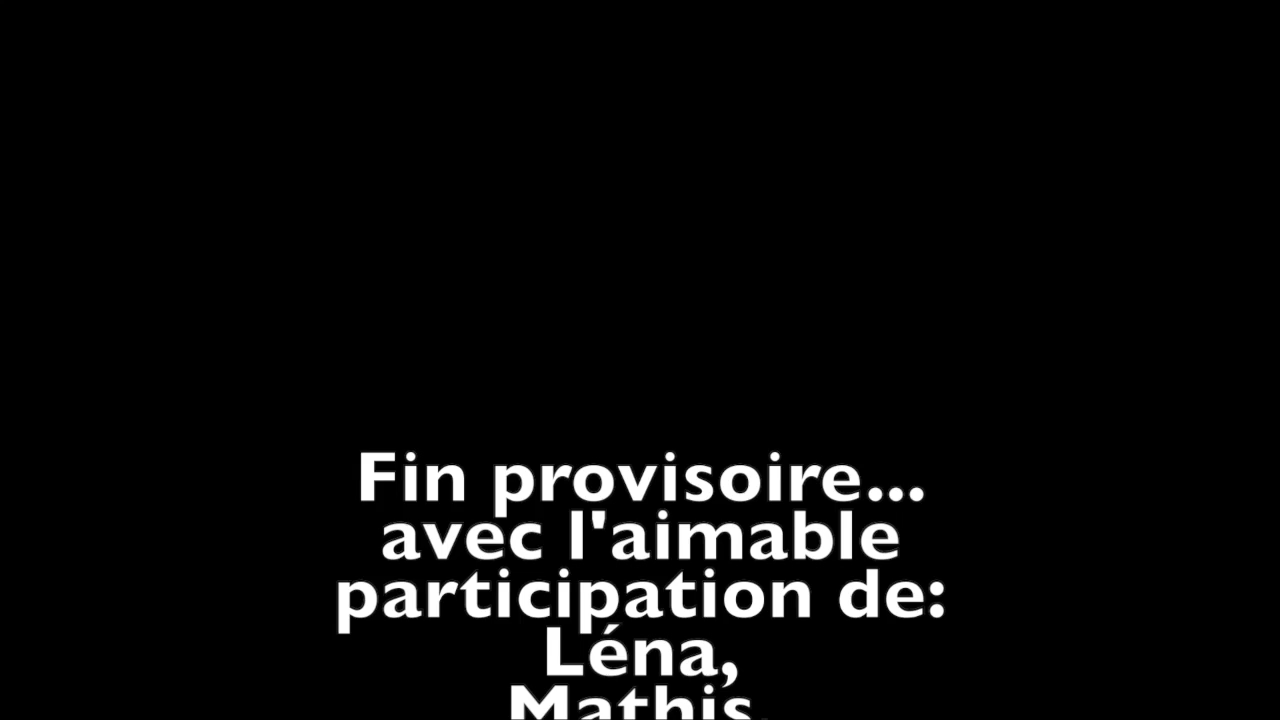 Fin provisoire...
avec l'aimable
participation de:
Léna,
Mathis,